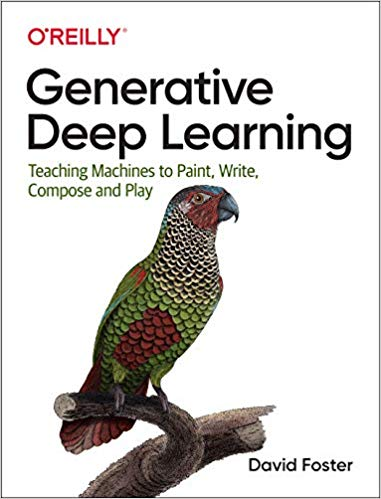 O'REILLY®
Generative
Deep Learning
Teaching Machines to Paint, Write,
Compose and Play
David Foster